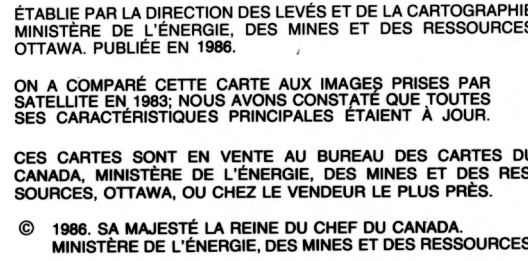 ÉTABLIE PAR LA DIRECTION DES LEVÉS ET DE LA CARTOGRAPHIE
MINISTÈRE DE L'ÉNERGIE, DES MINES ET DES RESSOURCES
OTTAWA. PUBLIÉE EN 1986.
ON A COMPARÉ CETTE CARTE AUX IMAGES PRISES PAR
SATELLITE EN 1983; NOUS AVONS CONSTATÉ QUE TOUTES
SES CARACTÉRISTIQUES PRINCIPALES ÉTAIENT À JOUR.
CES CARTES SONT EN VENTE AU BUREAU DES CARTES DU
CANADA, MINISTÈRE DE L'ÉNERGIE, DES MINES ET DES RES
SOURCES, OTTAWA, OU CHEZ LE VENDEUR LE PLUS PRÈS.
© 1986. SA MAJESTÉ LA REINE DU CHEF DU CANADA.
MINISTÈRE DE L'ÉNERGIE, DES MINES ET DES RESSOURCES